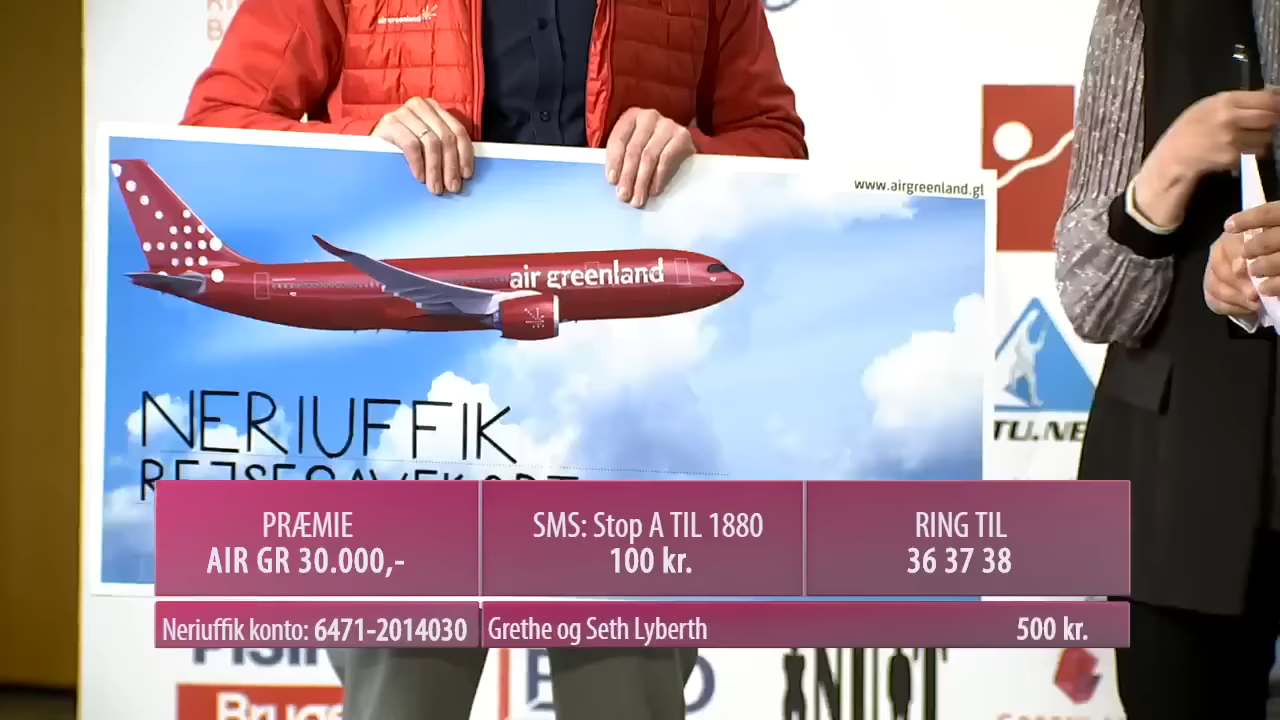 air greenland
www.airgreenland.gl
air greenland
NERIUFFIK
REJSEGAVEKORT
TU.NE
PRÆMIE
AIR GR 30.000,-
SMS: Stop A TIL 1880
100 kr.
RING TIL
36 37 38
Neriuffik konto: 6471-2014030
Grethe og Seth Lyberth
500 kr.